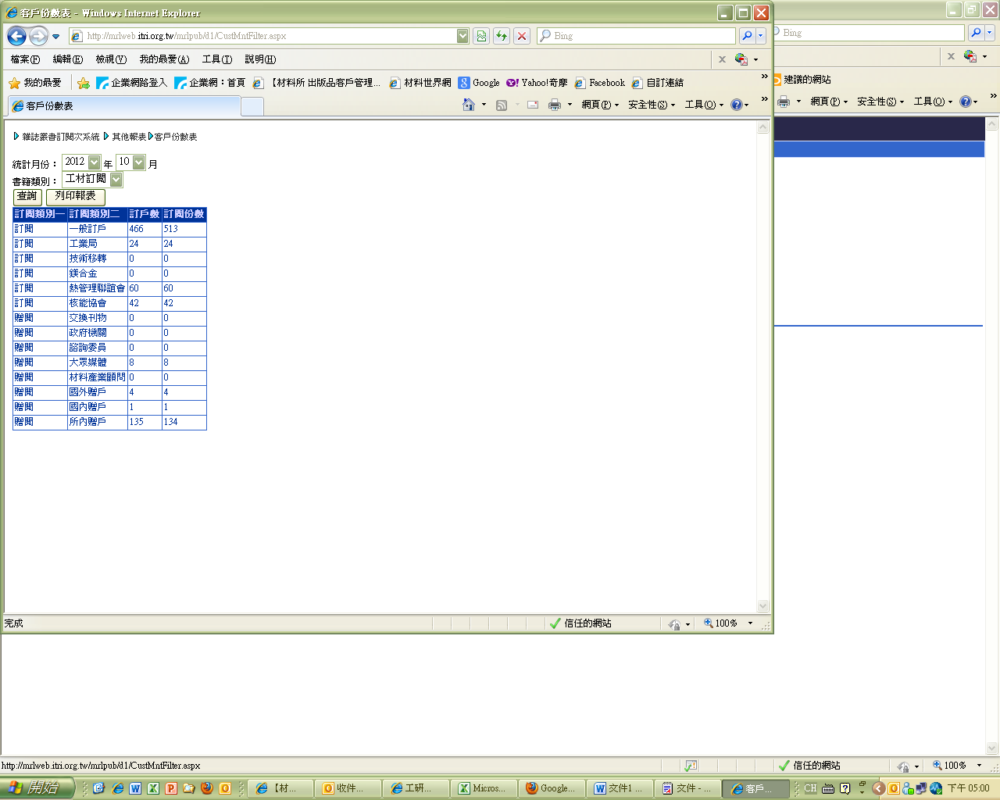 客戶份數表 - Windows Internet Explorer
http://mrlweb.itri.org.tw/mrlpub/d1/CustMntFilter.aspx
Bing
Bing
檔案(F) 編輯(E) 檢視(V) 我的最愛(A) 工具(T) 說明(H)
我的最愛 企業網路登入 企業網：首頁 【材料所 出版品客戶管理... 材料世界網 Google Yahoo!奇摩 Facebook 自訂連結
建議的網站
客戶份數表
網頁(P) 安全性(S) 工具(O)
網頁(P) 安全性(S) 工具(O)
雜誌叢書訂閱次系統 其他報表 客戶份數表
統計月份： 2012 年 10 月
書籍類別： 工材訂閱
查詢 列印報表
訂閱類別一 訂閱類別二 訂戶數 訂閱份數
訂閱 一般訂戶 466 513
訂閱 工業局 24 24
訂閱 技術移轉 0 0
訂閱 鎂合金 0 0
訂閱 熱管理聯誼會 60 60
訂閱 核能協會 42 42
贈閱 交換刊物 0 0
贈閱 政府機關 0 0
贈閱 諮詢委員 0 0
贈閱 大眾媒體 8 8
贈閱 材料產業顧問 0 0
贈閱 國外贈戶 4 4
贈閱 國內贈戶 1 1
贈閱 所內贈戶 135 134
完成 信任的網站 100%
http://mrlweb.itri.org.tw/mrlpub/d1/CustMntFilter.aspx 信任的網站 100%
開始 【材... 收件... 工研... Micros... Google... 文件1 ... 文件 - ... 客戶... CH 下午 05:00